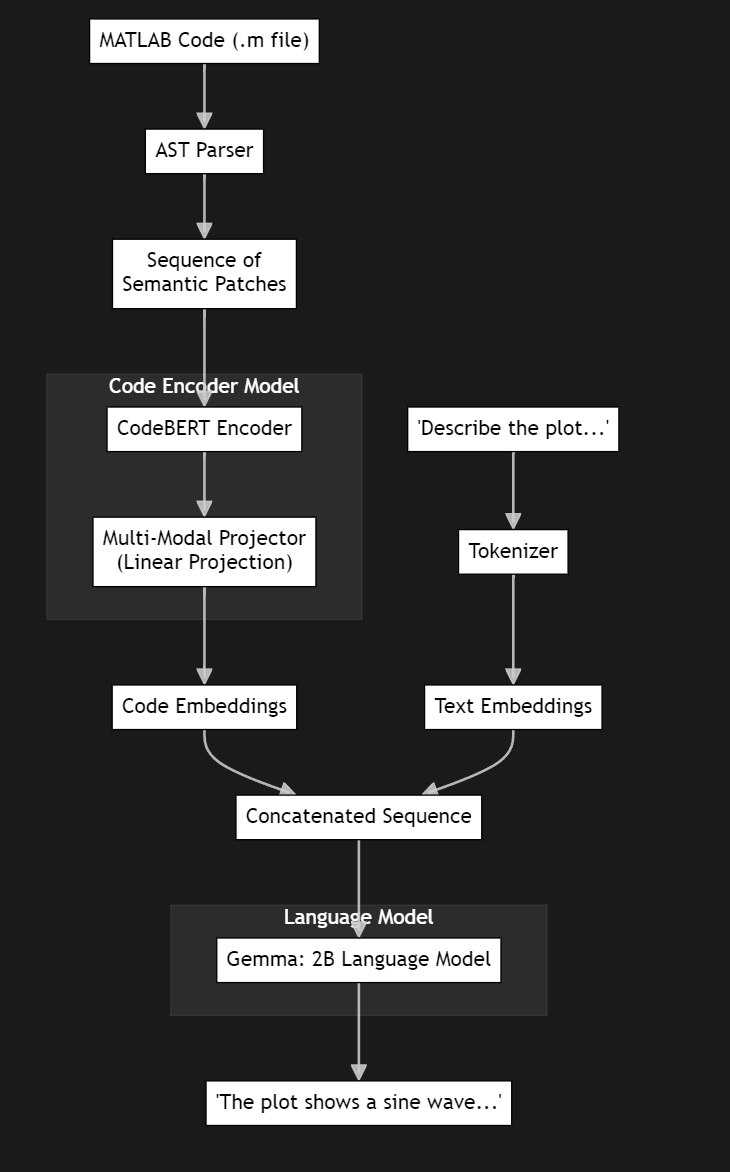 MATLAB Code (.m file)
AST Parser
Sequence of
Semantic Patches
Code Encoder Model
CodeBERT Encoder
'Describe the plot...'
Multi-Modal Projector
(Linear Projection)
Tokenizer
Code Embeddings
Text Embeddings
Concatenated Sequence
Language Model
Gemma: 2B Language Model
'The plot shows a sine wave...'